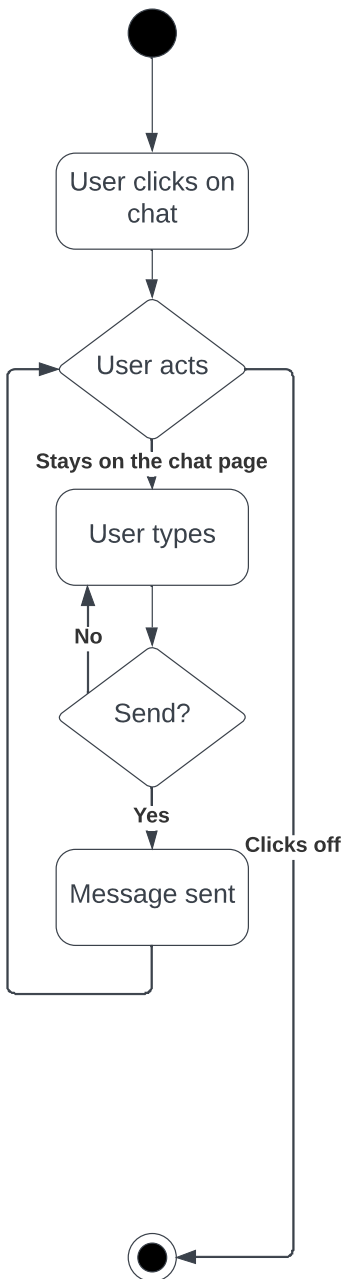 User clicks on
chat
User acts
Stays on the chat page
User types
No
Send?
Yes
Clicks off
Message sent